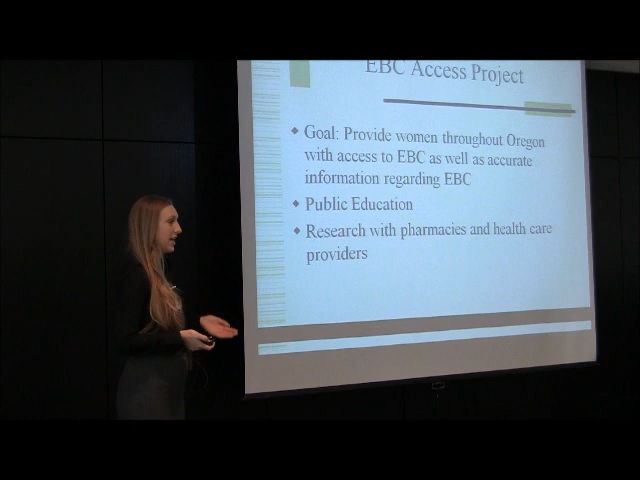 EBC Access Project
Goal: Provide women throughout Oregon
with access to EBC as well as accurate
information regarding EBC
Public Education
Research with pharmacies and health care
providers